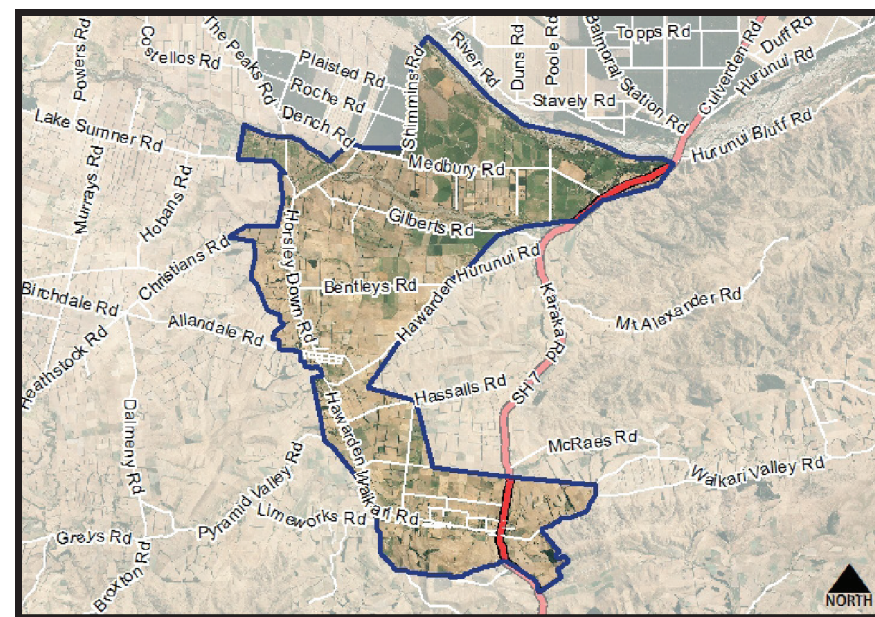 Powers Rd
Costellos Rd
The Peaks Rd
Plaisted Rd
Roche Rd
Dench Rd
Shimmins Rd
River Rd
Duns Rd
Poole Rd
Balmoral Station Rd
Topps Rd
Stavely Rd
Culverden Rd
Duff Rd
Hurunui Rd
Hurunui Bluff Rd
Lake Sumner Rd
Murrays Rd
Hobans Rd
Medbury Rd
Gilberts Rd
Horsley Down Rd
Christians Rd
Bentleys Rd
Hawarden Hurunui Rd
Birchdale Rd
Allandale Rd
Heathstock Rd
Karaka Rd
Mt Alexander Rd
SH 7
Hassalls Rd
Dalmeny Rd
Hawarden Waikari Rd
McRaes Rd
Waikari Valley Rd
Pyramid Valley Rd
Limeworks Rd
Greys Rd
Broxton Rd
NORTH